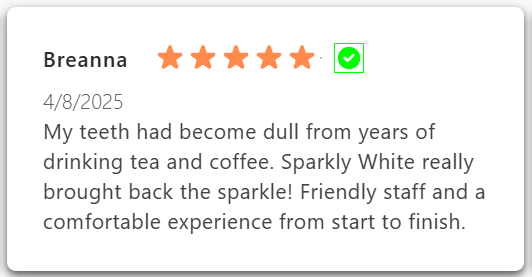 Breanna
4/8/2025
My teeth had become dull from years of
drinking tea and coffee. Sparkly White really
brought back the sparkle! Friendly staff and a
comfortable experience from start to finish.